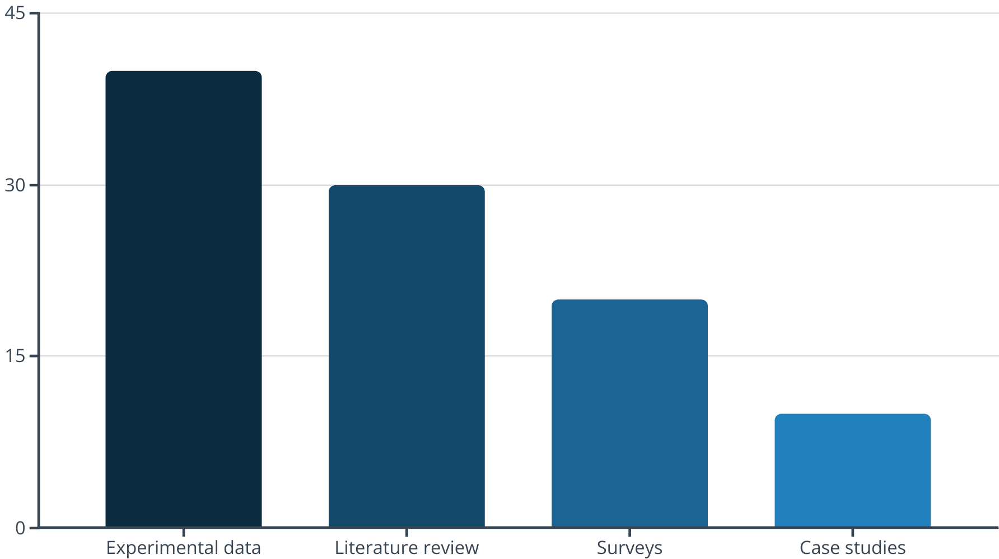 45
30
15
0
Experimental data
Literature review
Surveys
Case studies